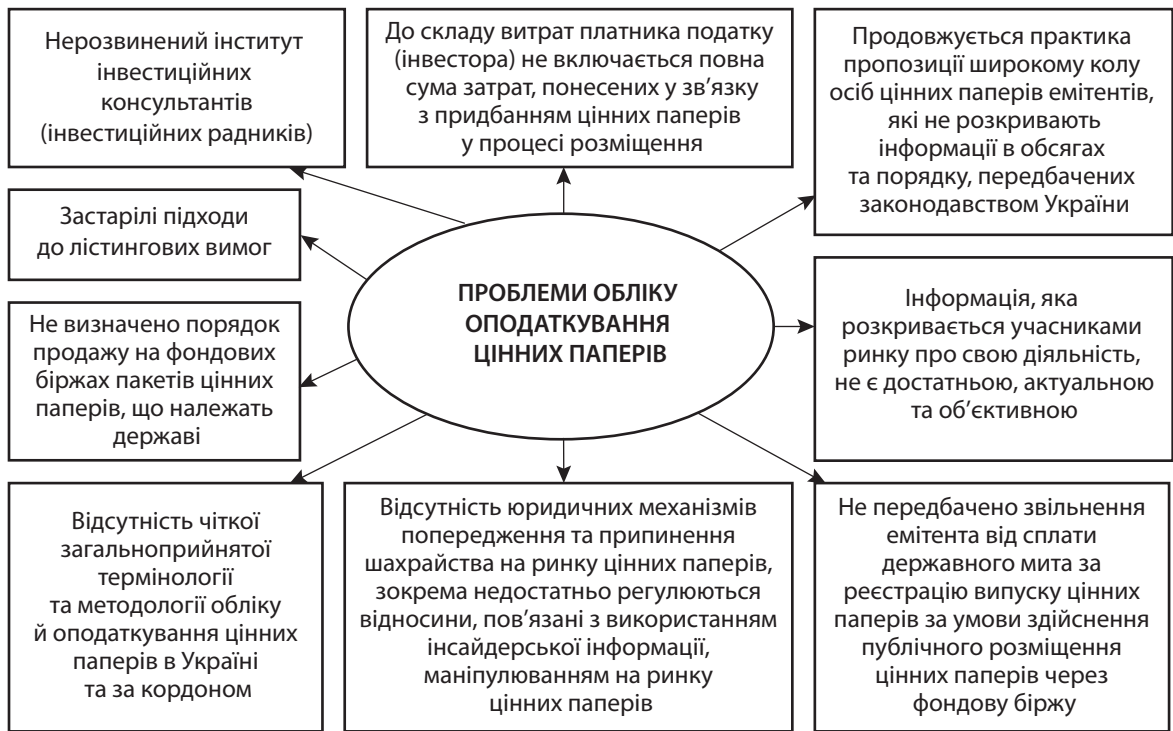 Нерозвинений інститут
інвестиційних
консультантів
(інвестиційних радників)
До складу витрат платника податку
(інвестора) не включається повна
сума затрат, понесених у зв’язку
з придбанням цінних паперів
у процесі розміщення
Продовжується практика
пропозиції широкому колу
осіб цінних паперів емітентів,
які не розкривають
інформації в обсягах
та порядку, передбачених
законодавством України
Застарілі підходи
до лістингових вимог
ПРОБЛЕМИ ОБЛІКУ
ОПОДАТКУВАННЯ
ЦІННИХ ПАПЕРІВ
Не визначено порядок
продажу на фондових
біржах пакетів цінних
паперів, що належать
державі
Інформація, яка
розкривається учасниками
ринку про свою діяльність,
не є достатньою, актуальною
та об’єктивною
Відсутність чіткої
загальноприйнятої
термінології
та методології обліку
й оподаткування цінних
паперів в Україні
та за кордоном
Відсутність юридичних механізмів
попередження та припинення
шахрайства на ринку цінних паперів,
зокрема недостатньо регулюються
відносини, пов’язані з використанням
інсайдерської інформації,
маніпулюванням на ринку
цінних паперів
Не передбачено звільнення
емітента від сплати
державного мита за
реєстрацію випуску цінних
паперів за умови здійснення
публічного розміщення
цінних паперів через
фондову біржу